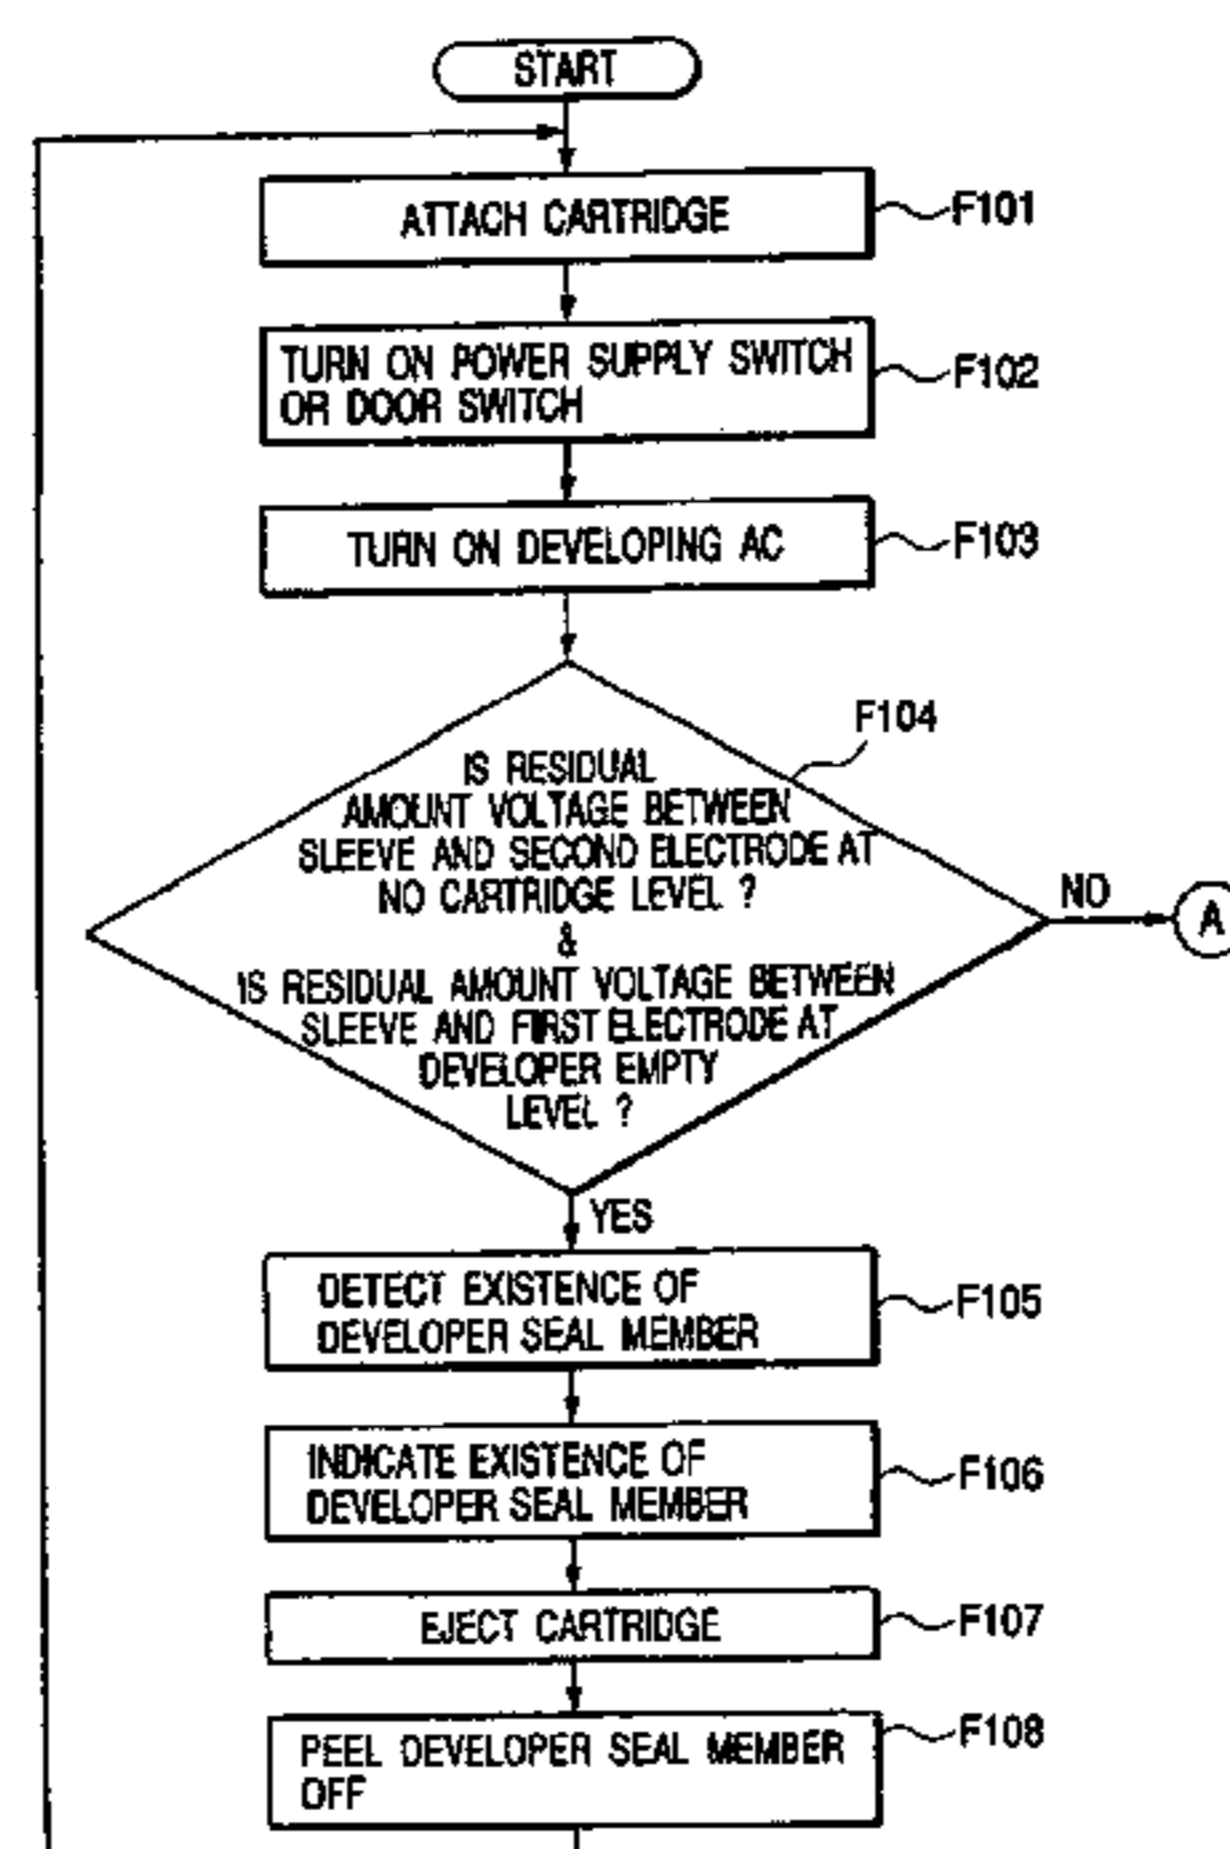 START
ATTACH CARTRIDGE
F101
TURN ON POWER SUPPLY SWITCH
OR DOOR SWITCH
F102
TURN ON DEVELOPING AC
F103
F104
IS RESIDUAL
AMOUNT VOLTAGE BETWEEN
SLEEVE AND SECOND ELECTRODE AT
NO CARTRIDGE LEVEL ?
&
IS RESIDUAL AMOUNT VOLTAGE BETWEEN
SLEEVE AND FIRST ELECTRODE AT
DEVELOPER EMPTY
LEVEL ?
NO
A
YES
DETECT EXISTENCE OF
DEVELOPER SEAL MEMBER
F105
INDICATE EXISTENCE OF
DEVELOPER SEAL MEMBER
F106
EJECT CARTRIDGE
F107
PEEL DEVELOPER SEAL MEMBER
OFF
F108